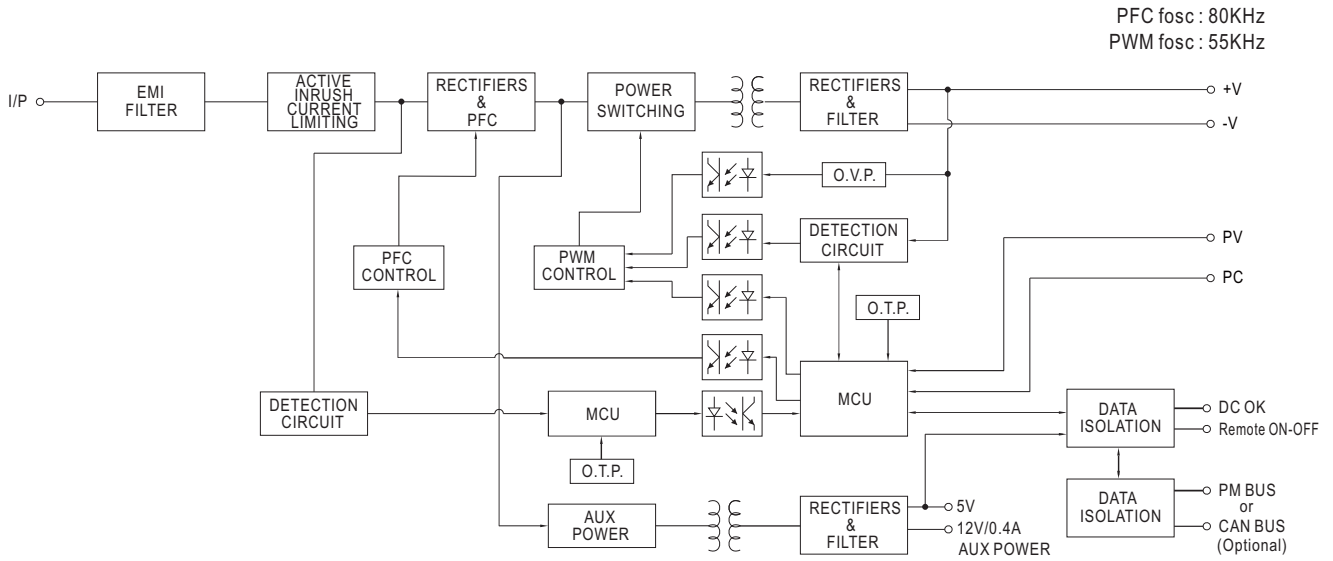 PFC fosc : 80KHz
PWM fosc : 55KHz
I/P
EMI
FILTER
ACTIVE
INRUSH
CURRENT
LIMITING
RECTIFIERS
&
PFC
POWER
SWITCHING
RECTIFIERS
&
FILTER
+V
-V
O.V.P.
PFC
CONTROL
PWM
CONTROL
DETECTION
CIRCUIT
PV
PC
O.T.P.
DETECTION
CIRCUIT
MCU
MCU
DATA
ISOLATION
DC OK
Remote ON-OFF
O.T.P.
AUX
POWER
RECTIFIERS
&
FILTER
5V
12V/0.4A
AUX POWER
DATA
ISOLATION
PM BUS
or
CAN BUS
(Optional)